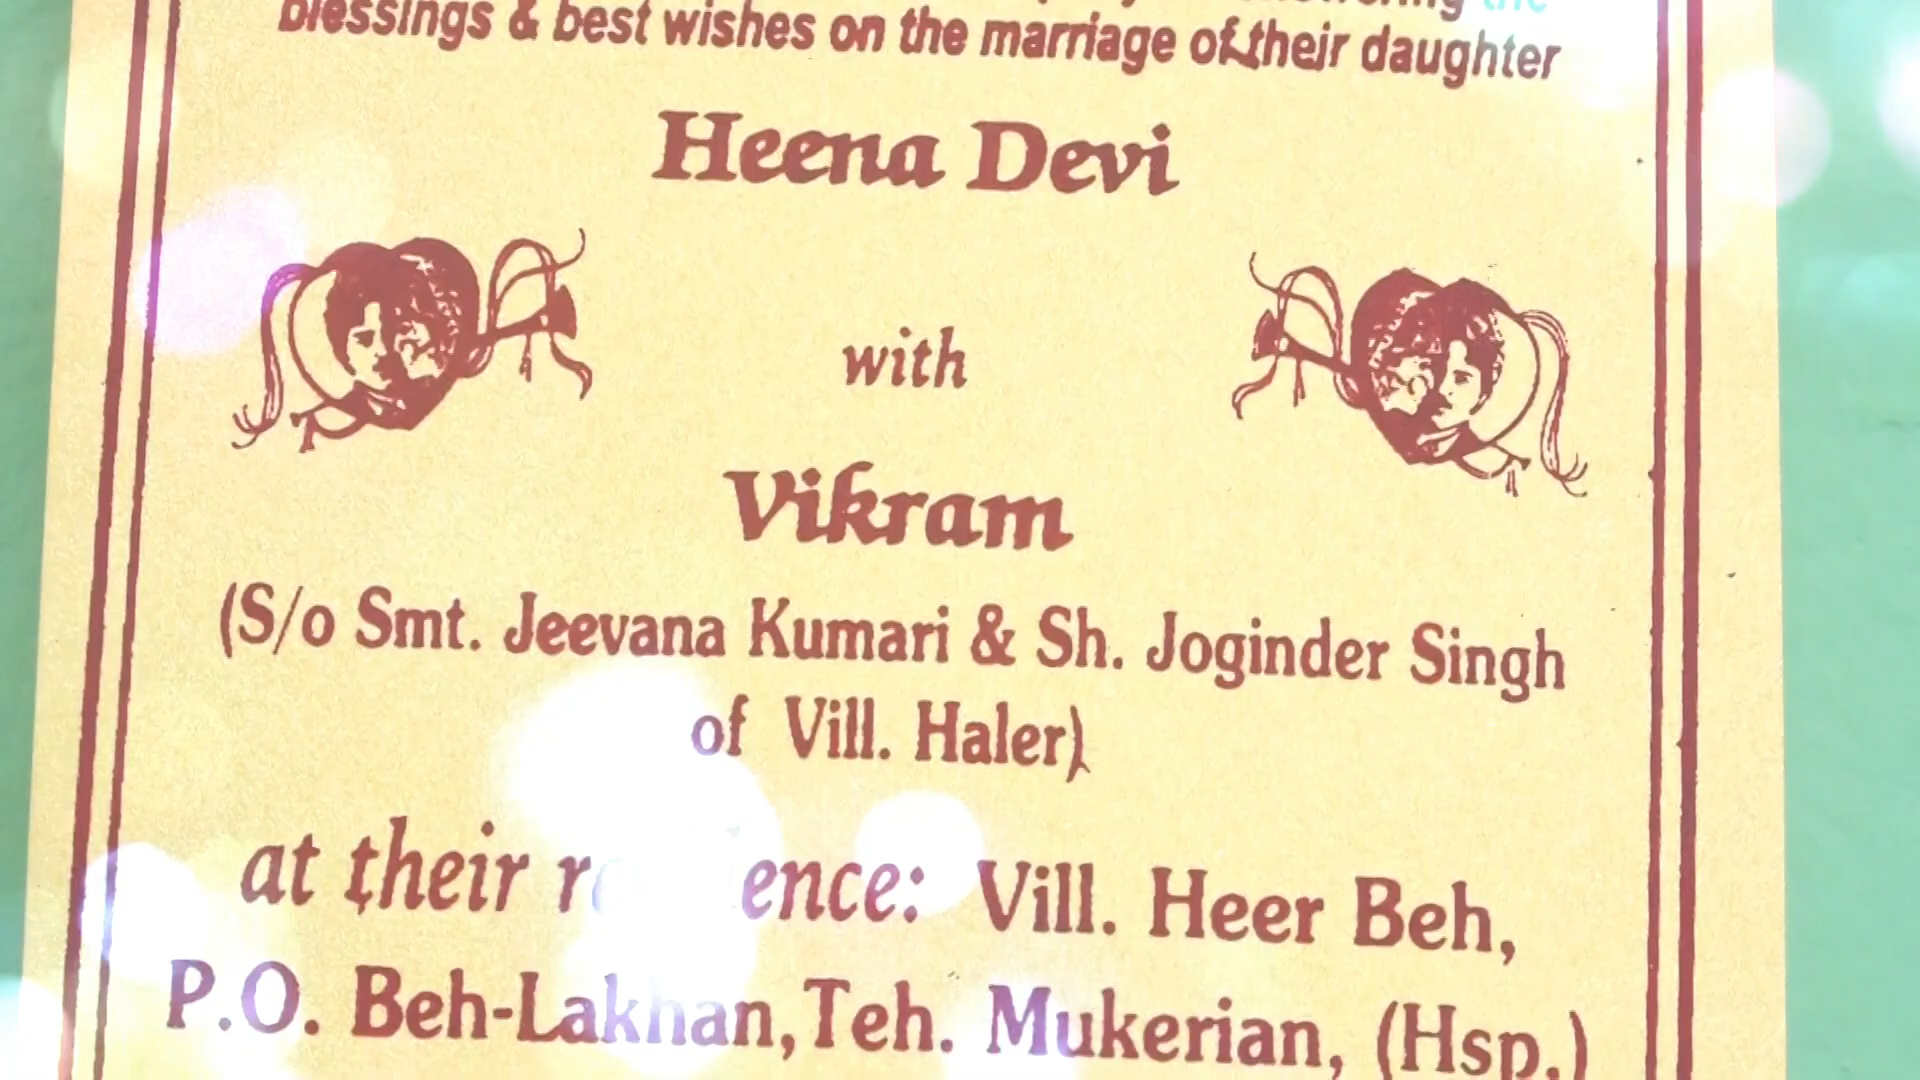 the
blessings & best wishes on the marriage of their daughter
Heena Devi
with
Vikram
(S/o Smt. Jeevana Kumari & Sh. Joginder Singh
of Vill. Haler)
at their Vill. Heer Beh,
P.O. Beh-Lakhan, Teh. Mukerian, (Hsp.)